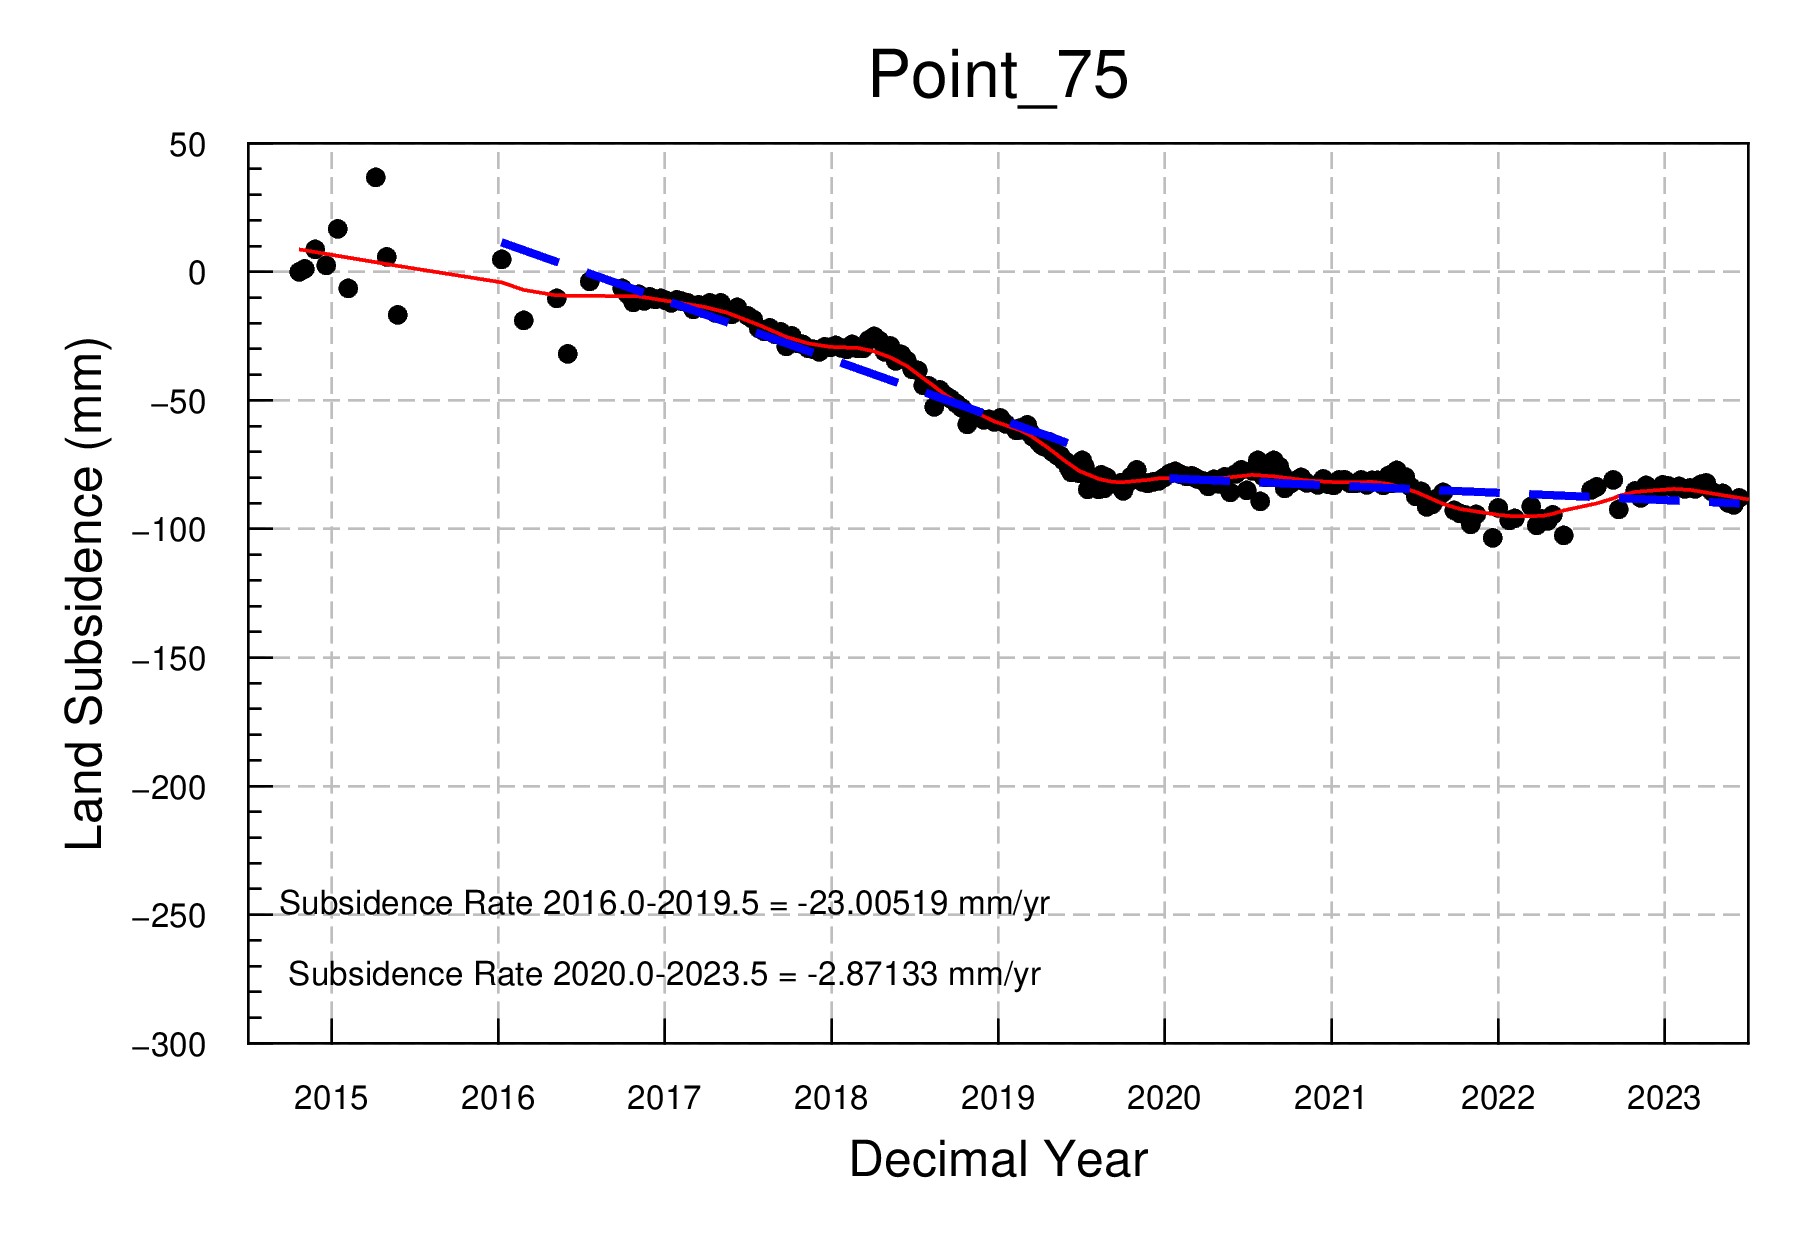 Point_75
50
0
−50
−100
−150
−200
−250
−300
Land Subsidence (mm)
Subsidence Rate 2016.0-2019.5 = -23.00519 mm/yr
Subsidence Rate 2020.0-2023.5 = -2.87133 mm/yr
2015 2016 2017 2018 2019 2020 2021 2022 2023
Decimal Year